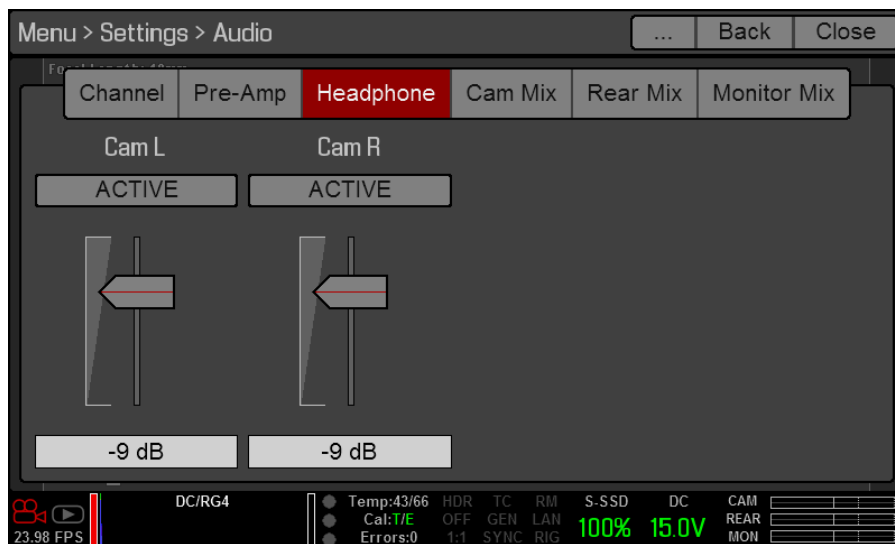 Menu > Settings > Audio ... Back Close
Channel Pre-Amp Headphone Cam Mix Rear Mix Monitor Mix
Cam L Cam R
ACTIVE ACTIVE
-9 dB -9 dB
DC/RG4 Temp:43/66 HDR TC RM S-SSD DC CAM
Cal:T/E OFF GEN LAN 100% 15.0V REAR
23.98 FPS Errors:0 1:1 SYNC RIG MON